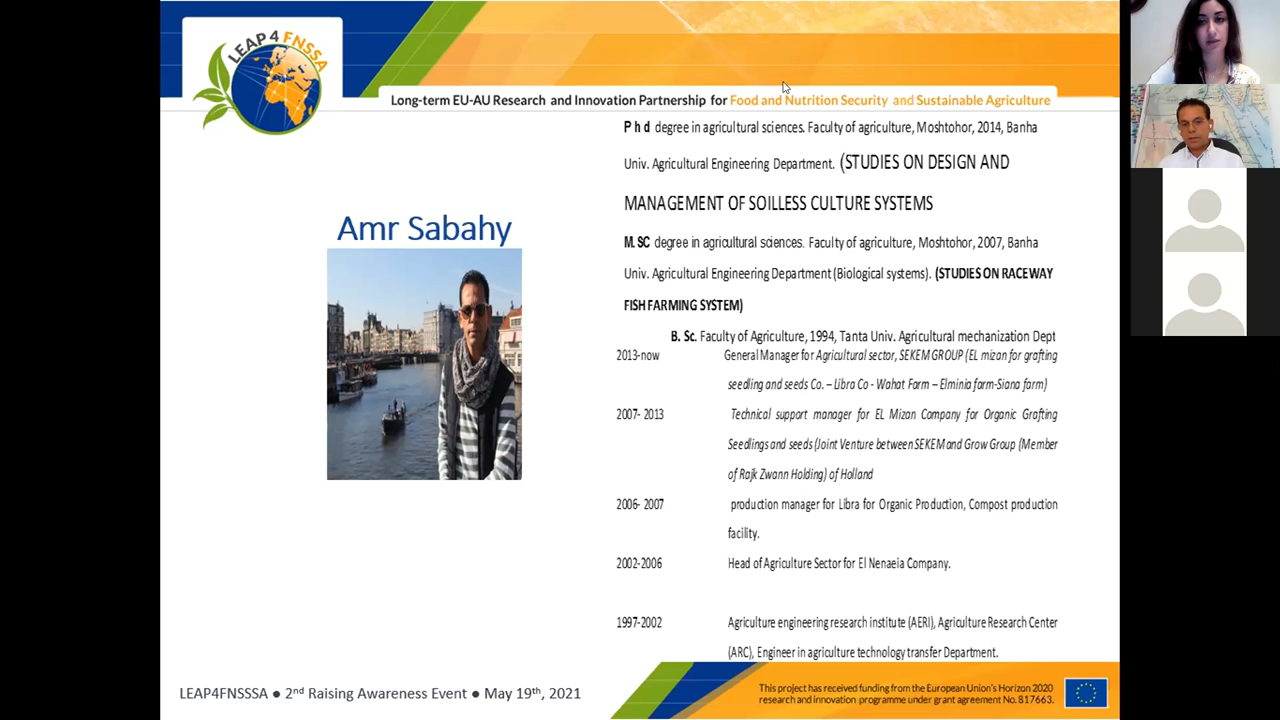 LEAP 4 FNSSA
Long-term EU-AU Research and Innovation Partnership for Food and Nutrition Security and Sustainable Agriculture
Amr Sabahy
P h d degree in agricultural sciences. Faculty of agriculture, Moshtohor, 2014, Banha
Univ. Agricultural Engineering Department. (STUDIES ON DESIGN AND
MANAGEMENT OF SOILLESS CULTURE SYSTEMS
M. SC degree in agricultural sciences. Faculty of agriculture, Moshtohor, 2007, Banha
Univ. Agricultural Engineering Department (Biological systems). (STUDIES ON RACEWAY
FISH FARMING SYSTEM)
B. Sc. Faculty of Agriculture, 1994, Tanta Univ. Agricultural mechanization Dept
2013-now General Manager for Agricultural sector, SEKEM GROUP (EL mizan for grafting
seedling and seeds Co. – Libra Co - Wahat Farm – Elminia farm-Siana farm)
2007- 2013 Technical support manager for EL Mizan Company for Organic Grafting
Seedlings and seeds (Joint Venture between SEKEM and Grow Group (Member
of Rajk Zwann Holding) of Holland
2006- 2007 production manager for Libra for Organic Production, Compost production
facility.
2002-2006 Head of Agriculture Sector for El Nenaeia Company.
1997-2002 Agriculture engineering research institute (AERI), Agriculture Research Center
(ARC), Engineer in agriculture technology transfer Department.
LEAP4FNSSSA ● 2nd Raising Awareness Event ● May 19th, 2021
This project has received funding from the European Union's Horizon 2020
research and innovation programme under grant agreement No. 817663.